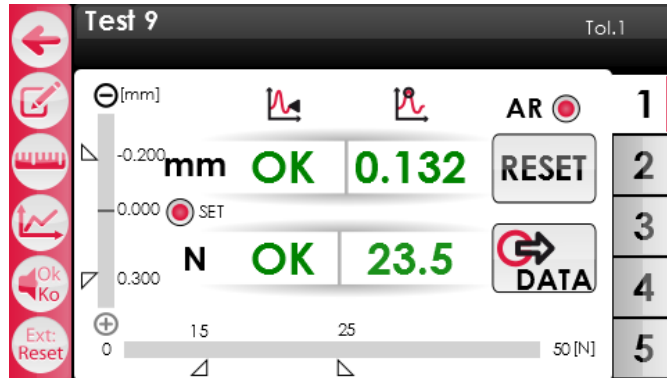 Test 9
Tol.1
[mm]
AR
1
-0.200
mm
OK
0.132
RESET
2
0.000
SET
3
N
OK
23.5
DATA
0.300
4
Ok
Ko
15
25
Ext:
Reset
0
50 [N]
5